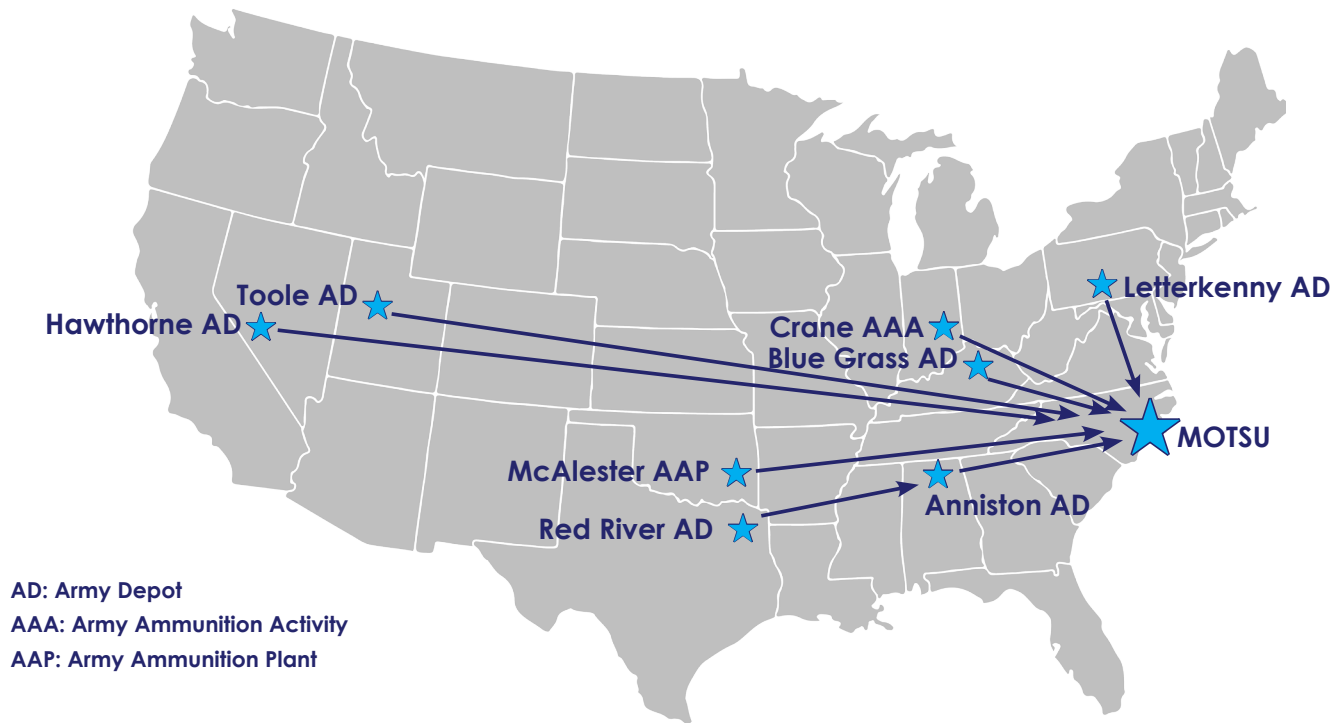 Toole AD
Hawthorne AD
Letterkenny AD
Crane AAA
Blue Grass AD
MOTSU
McAlester AAP
Anniston AD
Red River AD
AD: Army Depot
AAA: Army Ammunition Activity
AAP: Army Ammunition Plant